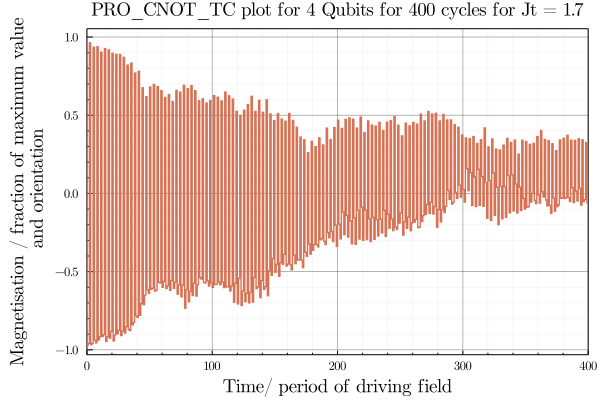 PRO_CNOT_TC plot for 4 Qubits for 400 cycles for Jt = 1.7
Magnetisation / fraction of maximum value
and orientation
1.0
0.5
0.0
−0.5
−1.0
0 100 200 300 400
Time/ period of driving field